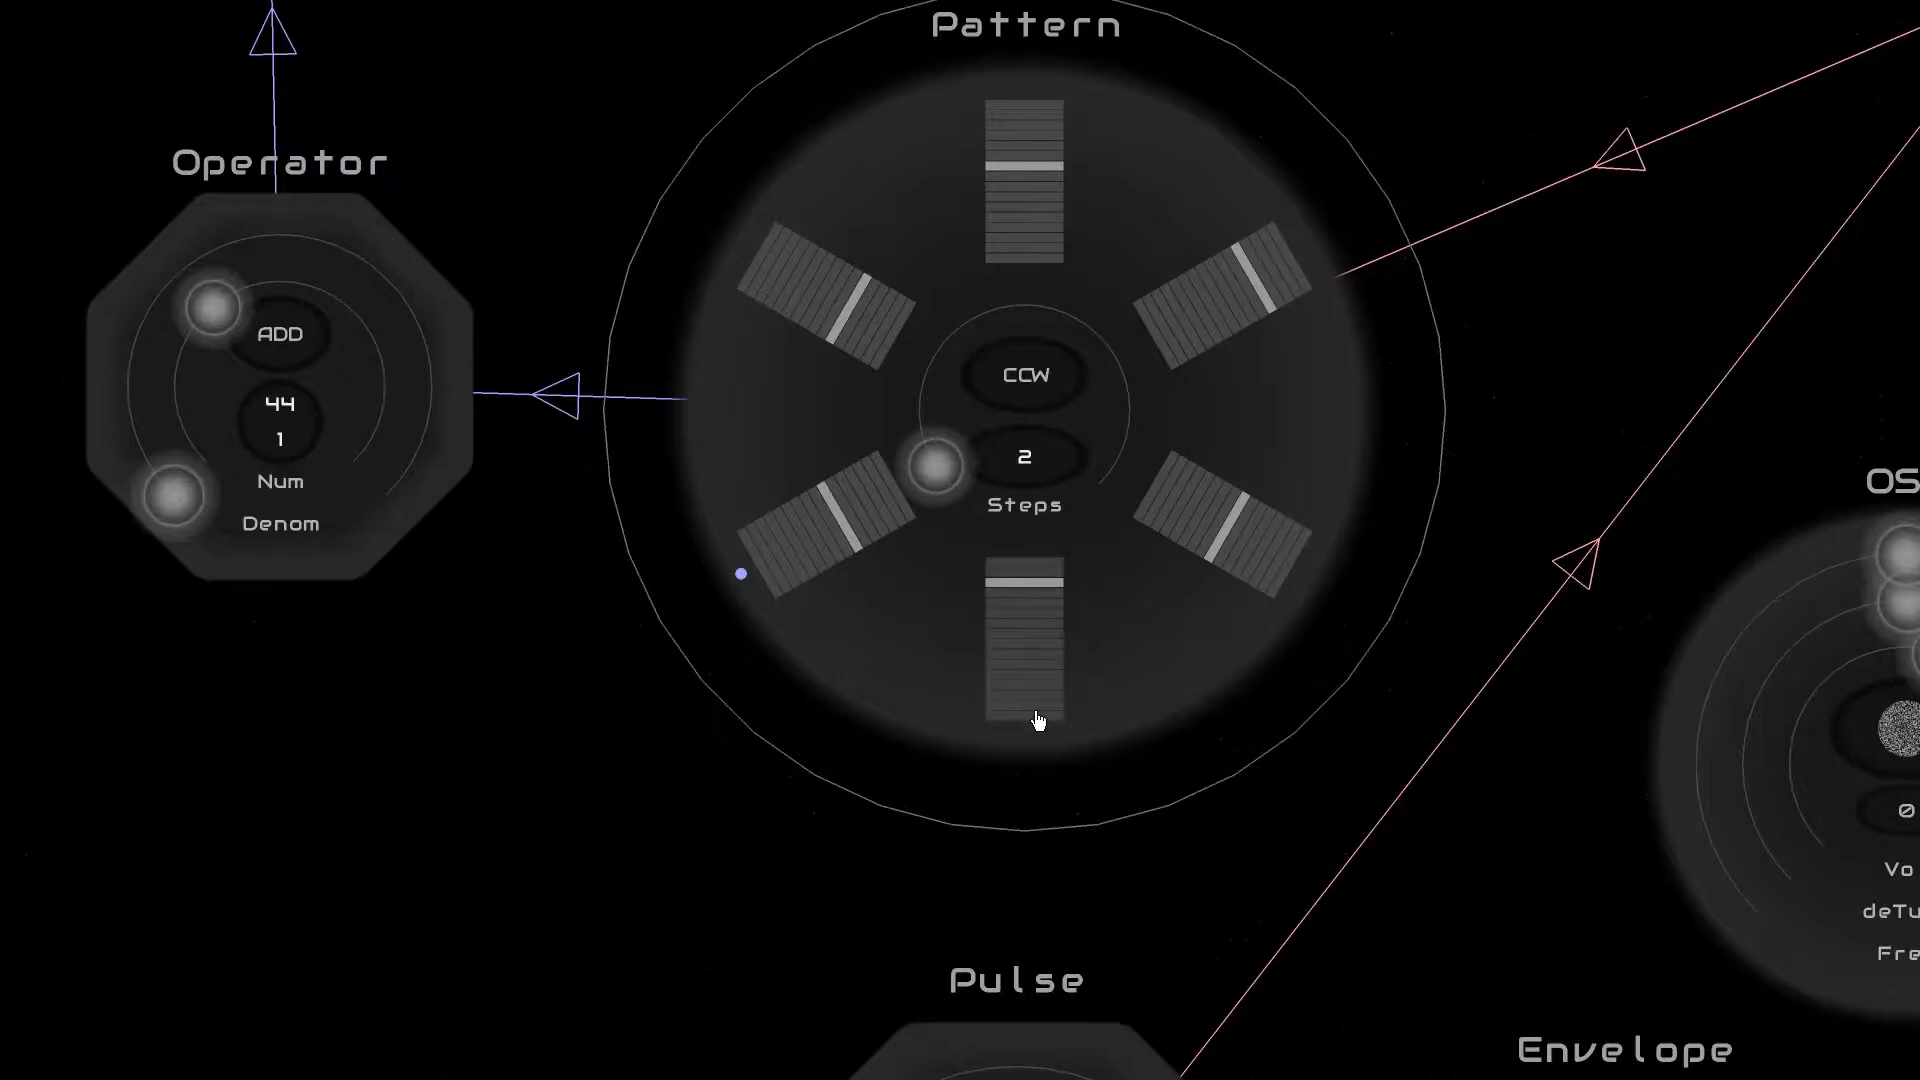 Pattern
Operator
ADD
44
1
Num
Denom
CCW
2
Steps
OS
0
Vo
deTu
Fre
Pulse
Envelope